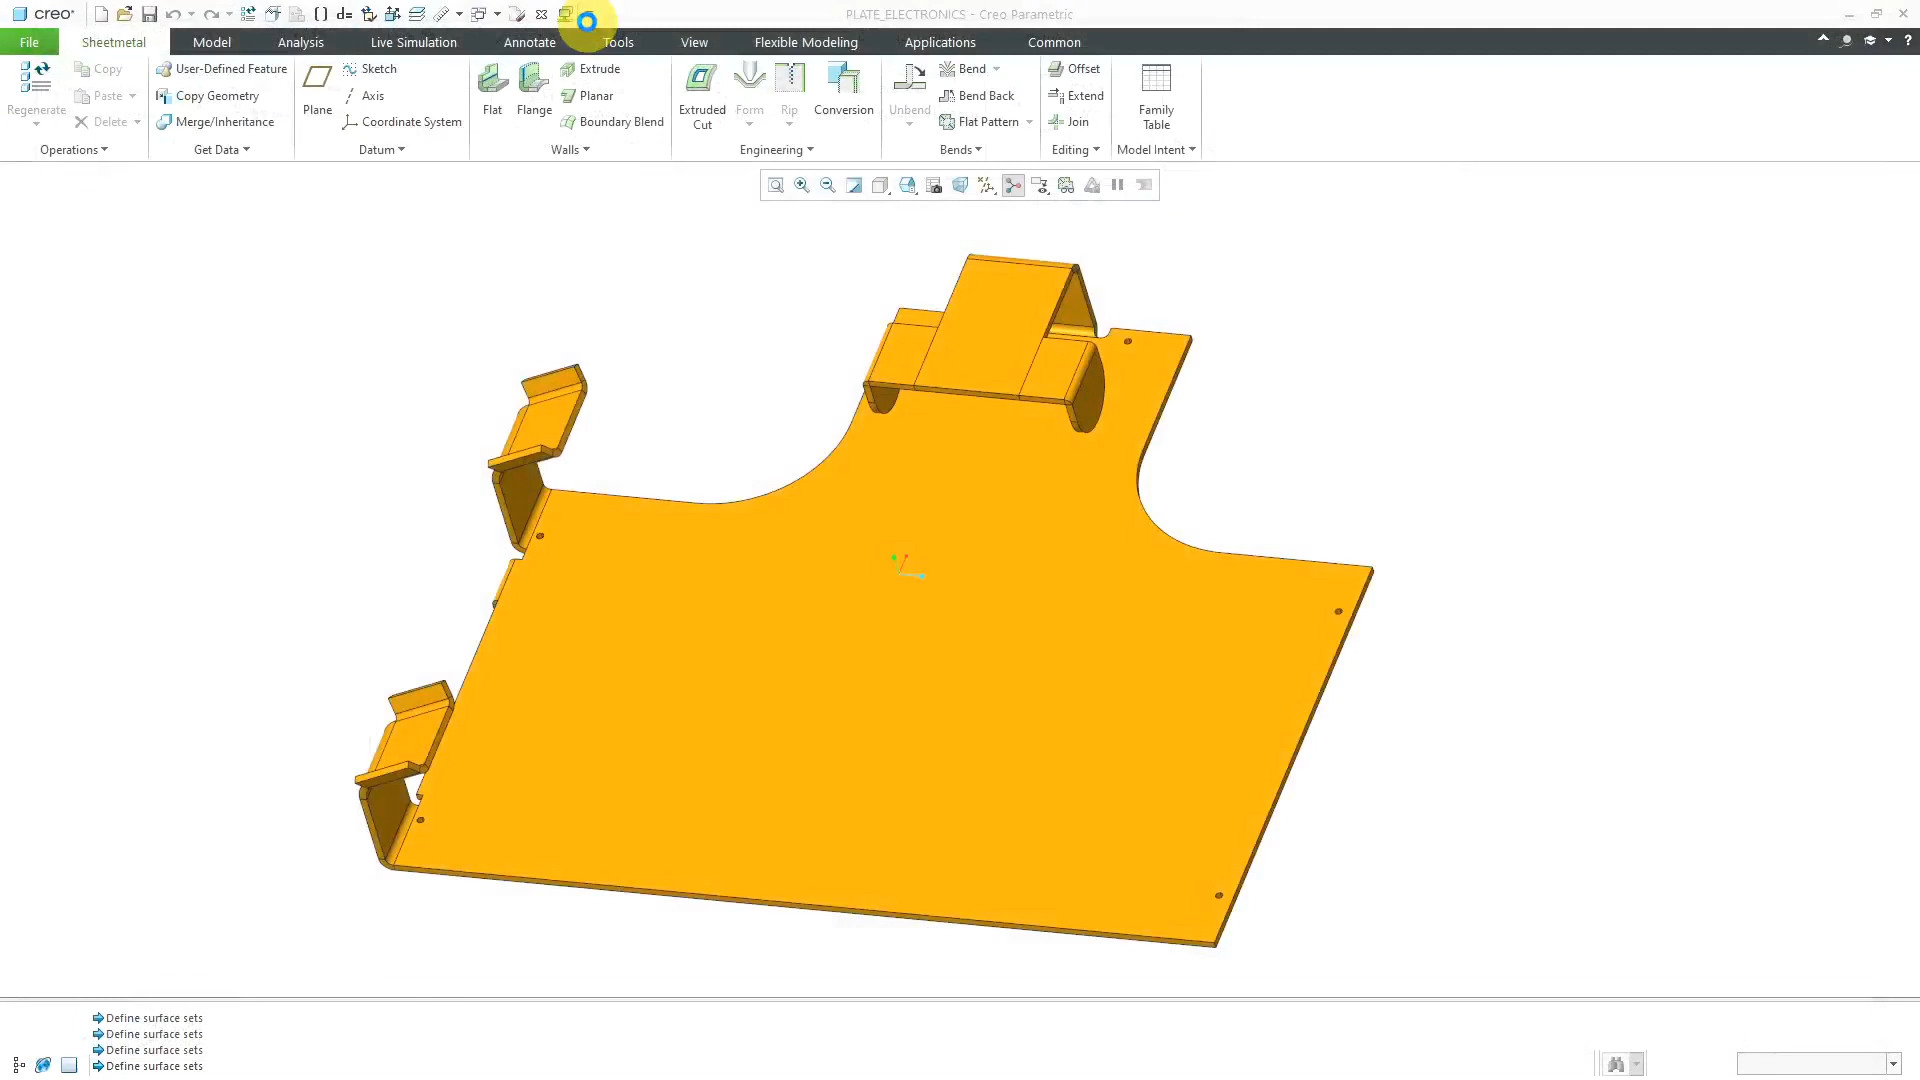 creo°
PLATE_ELECTRONICS - Creo Parametric
File Sheetmetal Model Analysis Live Simulation Annotate Tools View Flexible Modeling Applications Common
Regenerate
Copy
Paste
Delete
Operations
User-Defined Feature
Copy Geometry
Merge/Inheritance
Get Data
Plane
Sketch
Axis
Coordinate System
Datum
Flat
Flange
Extrude
Planar
Boundary Blend
Walls
Extruded
Cut
Form
Rip
Conversion
Engineering
Unbend
Bend
Bend Back
Flat Pattern
Bends
Offset
Extend
Join
Editing
Family
Table
Model Intent
Define surface sets
Define surface sets
Define surface sets
Define surface sets